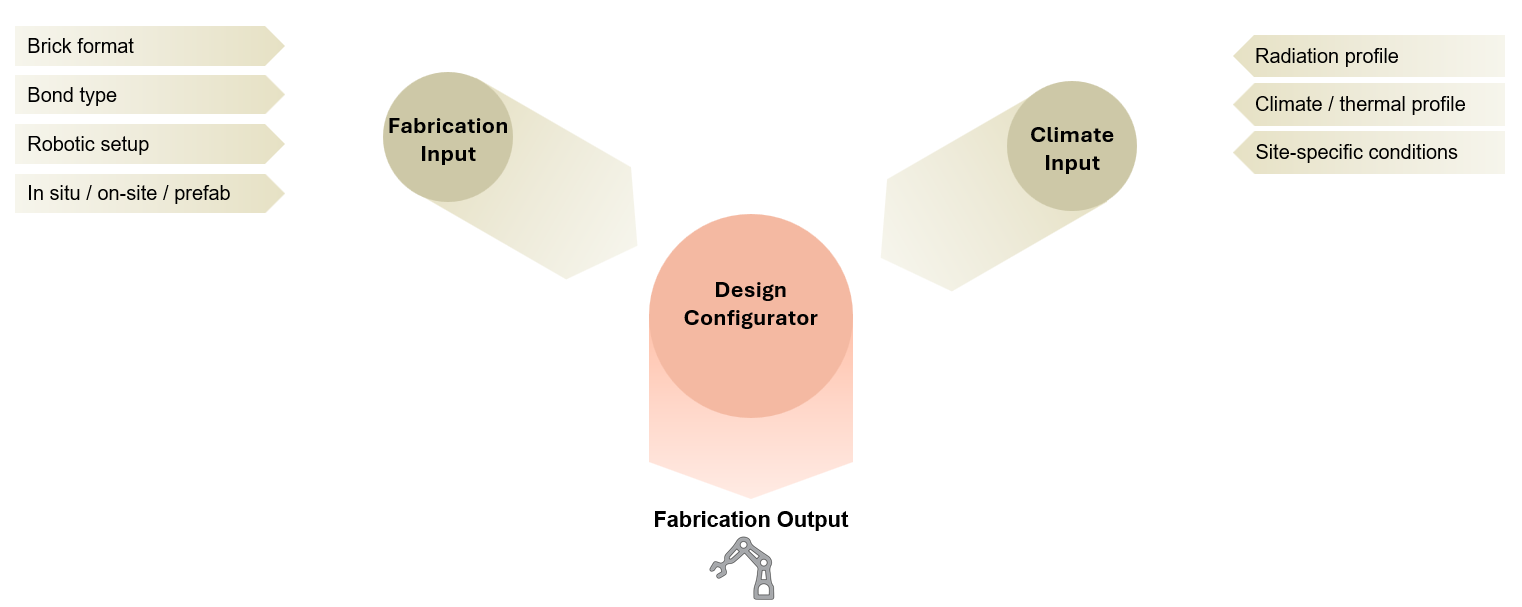 Brick format
Bond type
Robotic setup
In situ / on-site / prefab
Fabrication
Input
Climate
Input
Radiation profile
Climate / thermal profile
Site-specific conditions
Design
Configurator
Fabrication Output